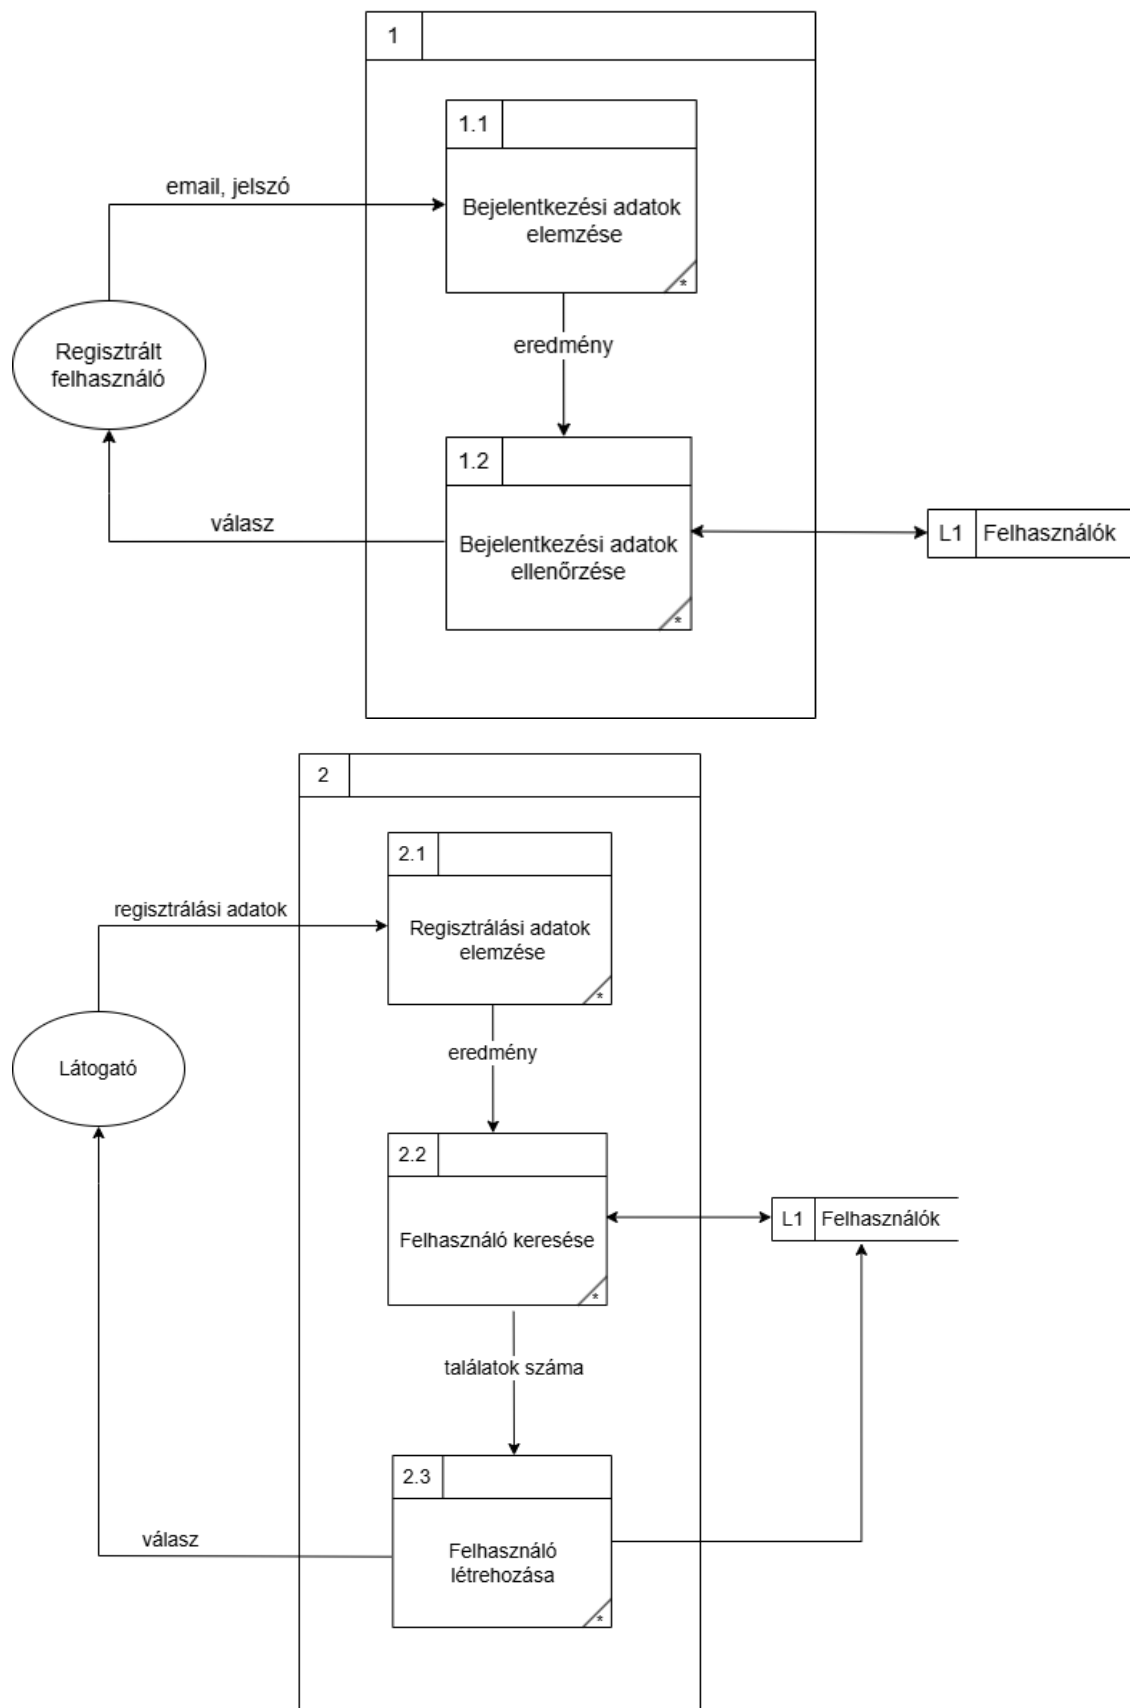 1
1.1
email, jelszó
Bejelentkezési adatok
elemzése
*
eredmény
Regisztrált
felhasználó
1.2
válasz
Bejelentkezési adatok
ellenőrzése
*
L1 Felhasználók
2
2.1
regisztrálási adatok
Regisztrálási adatok
elemzése
*
eredmény
Látogató
2.2
Felhasználó keresése
*
L1 Felhasználók
találatok száma
2.3
válasz
Felhasználó
létrehozása
*